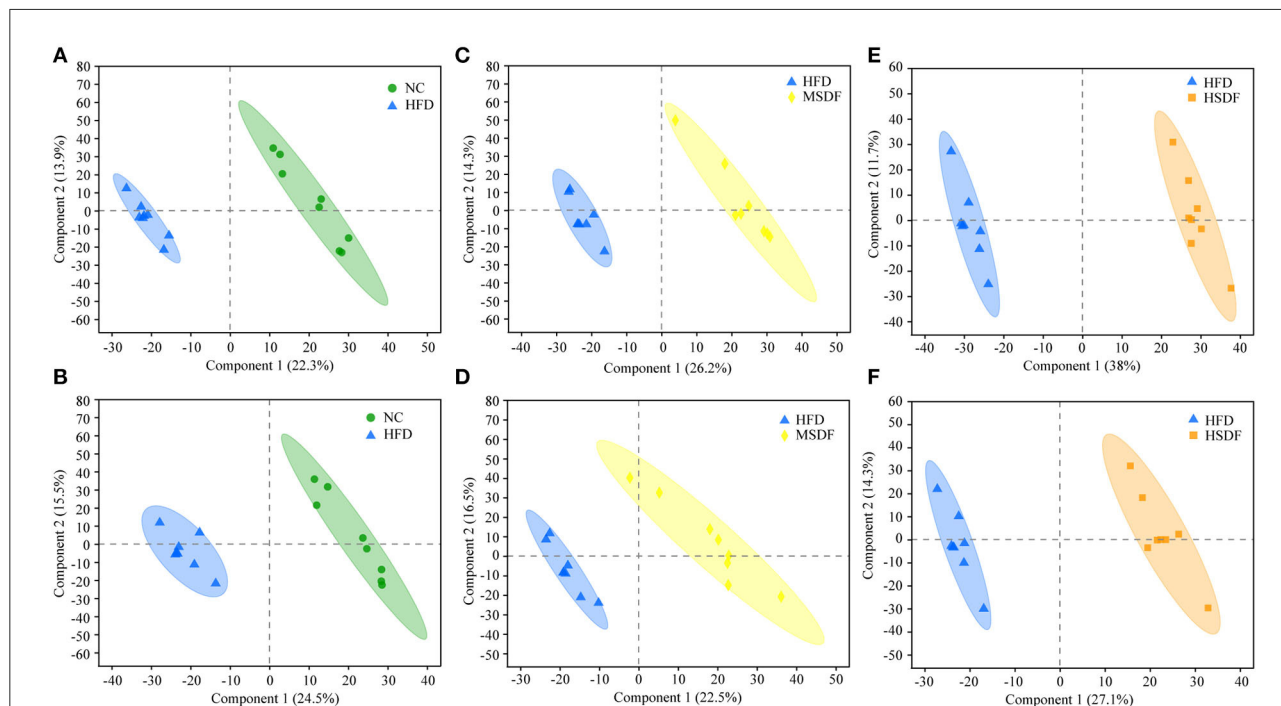 A
NC
HFD
80
70
60
50
40
30
20
10
0
-10
-20
-30
-40
-50
-60
Component 2 (13.9%)
-30 -20 -10 0 10 20 30 40 50
Component 1 (22.3%)
C
HFD
MSDF
80
70
60
50
40
30
20
10
0
-10
-20
-30
-40
-50
-60
Component 2 (14.3%)
-40 -30 -20 -10 0 10 20 30 40 50
Component 1 (26.2%)
E
HFD
HSDF
60
50
40
30
20
10
0
-10
-20
-30
-40
Component 2 (11.7%)
-40 -30 -20 -10 0 10 20 30 40
Component 1 (38%)
B
NC
HFD
80
70
60
50
40
30
20
10
0
-10
-20
-30
-40
-50
-60
Component 2 (15.5%)
-40 -30 -20 -10 0 10 20 30 40
Component 1 (24.5%)
D
HFD
MSDF
80
70
60
50
40
30
20
10
0
-10
-20
-30
-40
-50
Component 2 (16.5%)
-30 -20 -10 0 10 20 30 40 50
Component 1 (22.5%)
F
HFD
HSDF
60
50
40
30
20
10
0
-10
-20
-30
-40
-50
Component 2 (14.3%)
-30 -20 -10 0 10 20 30 40
Component 1 (27.1%)